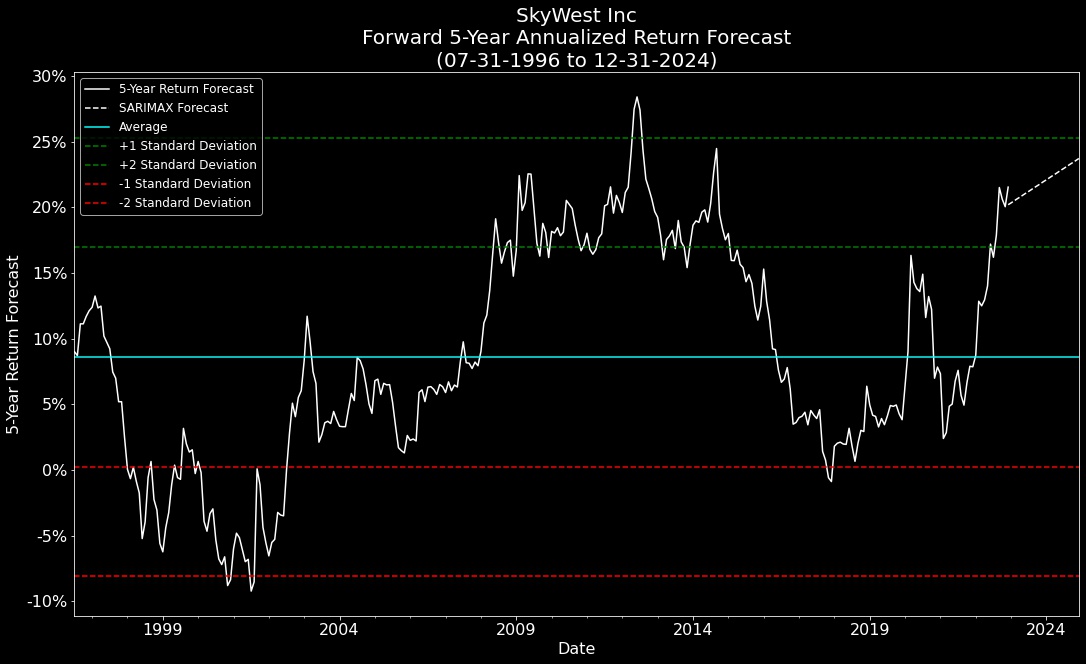 SkyWest Inc
Forward 5-Year Annualized Return Forecast
(07-31-1996 to 12-31-2024)
30%
25%
20%
15%
10%
5%
0%
-5%
-10%
5-Year Return Forecast
5-Year Return Forecast
SARIMAX Forecast
Average
+1 Standard Deviation
+2 Standard Deviation
-1 Standard Deviation
-2 Standard Deviation
1999
2004
2009
2014
2019
2024
Date